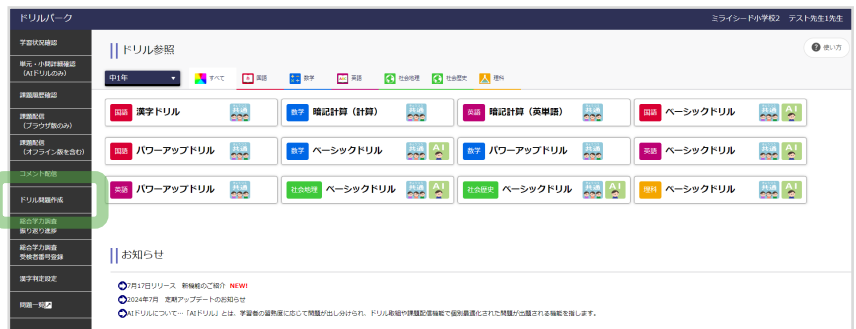 ドリルパーク
ミライシード小学校2 テスト先生1先生
学習状況確認
単元・小問詳細確認
(AIドリルのみ)
課題履歴確認
課題配信
(ブラウザ版のみ)
課題配信
(オフライン版を含む)
コメント配信
ドリル問題作成
総合学力調査
振り返り進捗
総合学力調査
受検者番号登録
漢字判定設定
問題一覧
ドリル参照
使い方
中1年
すべて 国語 数学 英語 社会地理 社会歴史 理科
国語 漢字ドリル 共通
数学 暗記計算(計算) 共通
英語 暗記計算(英単語) 共通
国語 ベーシックドリル 共通 AI
国語 パワーアップドリル 共通
数学 ベーシックドリル 共通 AI
数学 パワーアップドリル 共通
英語 ベーシックドリル 共通 AI
英語 パワーアップドリル 共通
社会地理 ベーシックドリル 共通 AI
社会歴史 ベーシックドリル 共通 AI
理科 ベーシックドリル 共通 AI
お知らせ
7月17日リリース 新機能のご紹介 NEW!
2024年7月 定期アップデートのお知らせ
AIドリルについて…「AIドリル」とは、学習者の習熟度に応じて問題が出し分けられ、ドリル取組や課題配信機能で個別最適化された問題が出題される機能を指します。